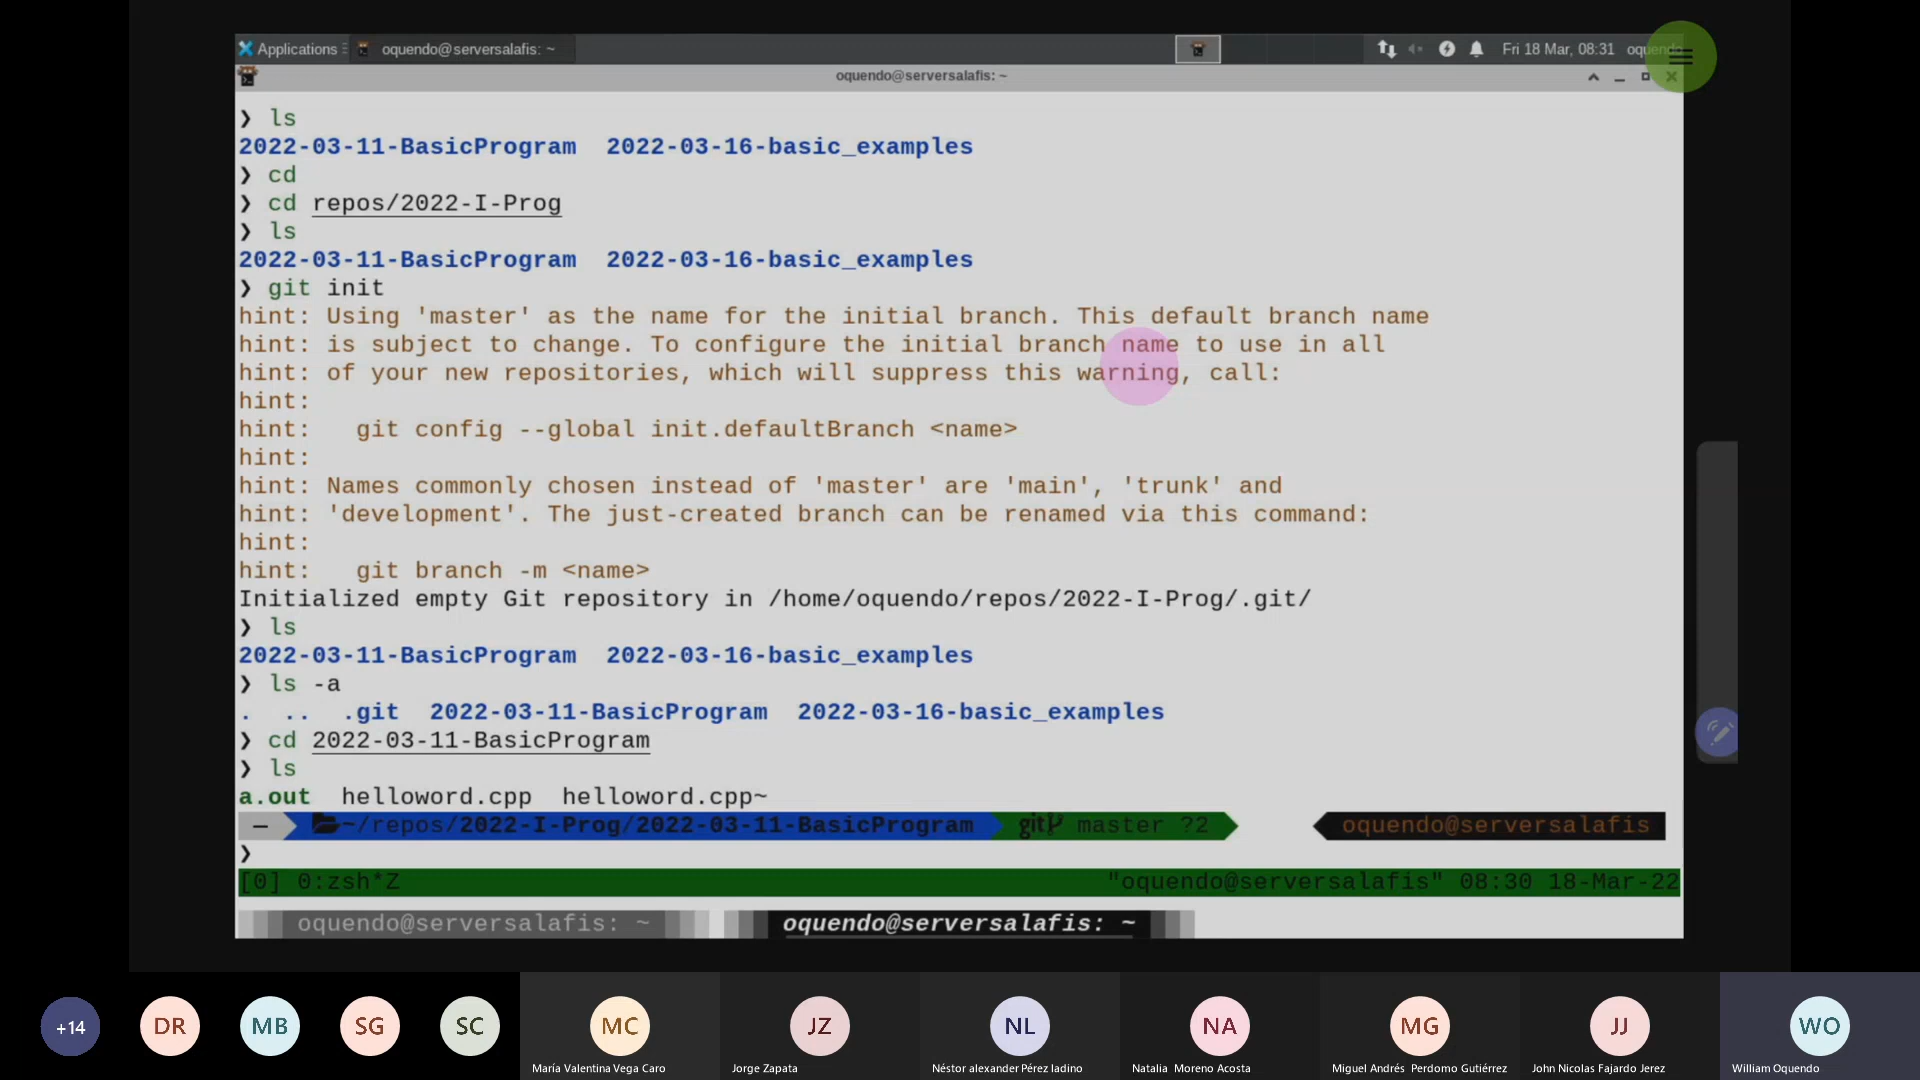 Applications oquendo@serversalafis: ~ Fri 18 Mar, 08:31 oquendo
oquendo@serversalafis: ~
❯ ls
2022-03-11-BasicProgram 2022-03-16-basic_examples
❯ cd
❯ cd repos/2022-I-Prog
❯ ls
2022-03-11-BasicProgram 2022-03-16-basic_examples
❯ git init
hint: Using 'master' as the name for the initial branch. This default branch name
hint: is subject to change. To configure the initial branch name to use in all
hint: of your new repositories, which will suppress this warning, call:
hint:
hint:   git config --global init.defaultBranch <name>
hint:
hint: Names commonly chosen instead of 'master' are 'main', 'trunk' and
hint: 'development'. The just-created branch can be renamed via this command:
hint:
hint:   git branch -m <name>
Initialized empty Git repository in /home/oquendo/repos/2022-I-Prog/.git/
❯ ls
2022-03-11-BasicProgram 2022-03-16-basic_examples
❯ ls -a
. .. .git 2022-03-11-BasicProgram 2022-03-16-basic_examples
❯ cd 2022-03-11-BasicProgram
❯ ls
a.out helloword.cpp helloword.cpp~
~/repos/2022-I-Prog/2022-03-11-BasicProgram git master ?2 oquendo@serversalafis
❯
[0] 0:zsh*Z "oquendo@serversalafis" 08:30 18-Mar-22
oquendo@serversalafis: ~ oquendo@serversalafis: ~
+14 DR MB SG SC MC JZ NL NA MG JJ WO
María Valentina Vega Caro Jorge Zapata Néstor alexander Pérez ladino Natalia Moreno Acosta Miguel Andrés Perdomo Gutiérrez John Nicolas Fajardo Jerez William Oquendo